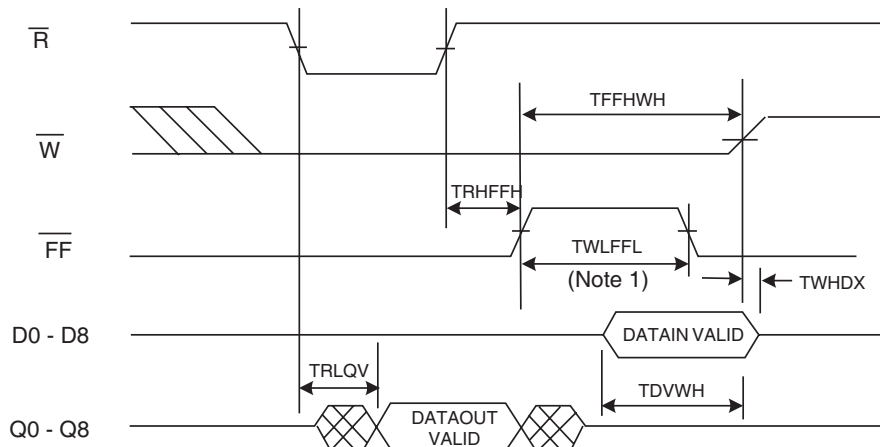 R
TFFHWH
W
TRHFFH
FF
TWLFFL
(Note 1)
TWHDX
D0 - D8
DATAIN VALID
TRLQV
TDVWH
Q0 - Q8
DATAOUT
VALID